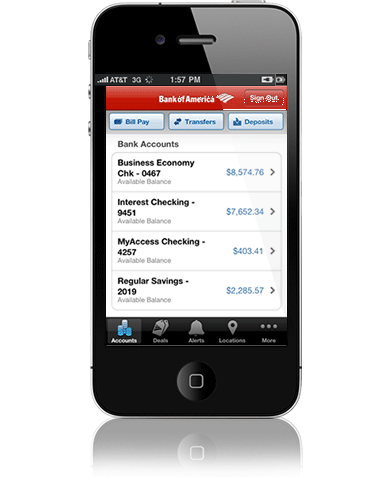 AT&T 3G 1:57 PM
Bank of America Sign Out
Bill Pay Transfers Deposits
Bank Accounts
Business Economy
Chk - 0467
$8,574.76
Available Balance
Interest Checking -
9451
$7,652.34
Available Balance
MyAccess Checking -
4257
$403.41
Available Balance
Regular Savings -
2019
$2,285.57
Available Balance
Accounts Deals Alerts Locations More